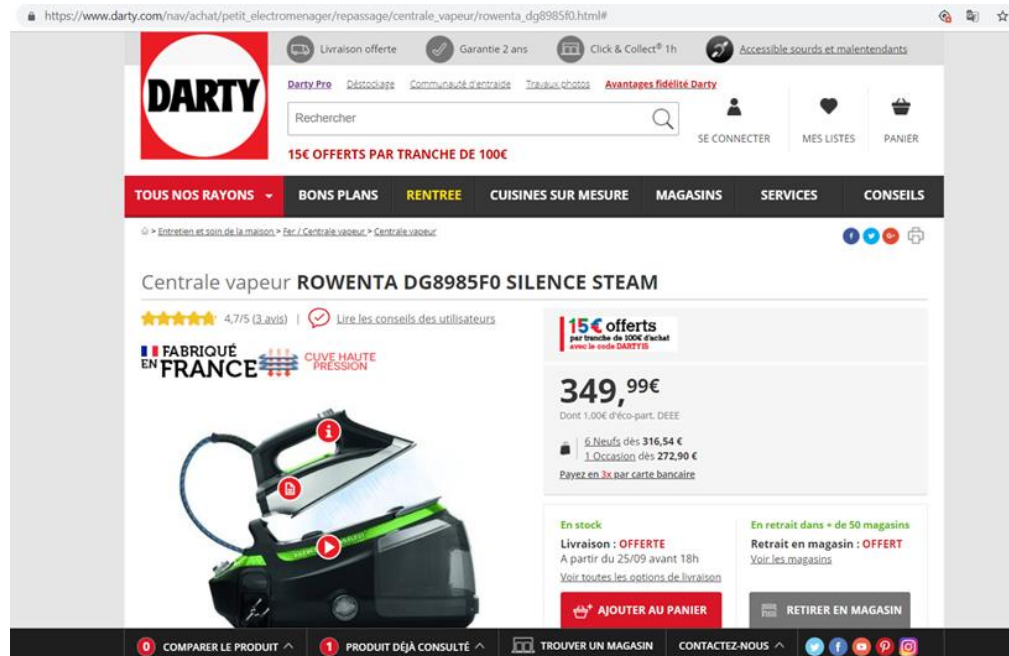 https://www.darty.com/nav/achat/petit_electromenager/repassage/centrale_vapeur/rowenta_dg8985f0.html#
Livraison offerte
Garantie 2 ans
Click & Collect® 1h
Accessible sourds et malentendants
DARTY
Darty Pro Déstockage Communauté d'entraide Travaux photos Avantages fidélité Darty
Rechercher
SE CONNECTER
MES LISTES
PANIER
15€ OFFERTS PAR TRANCHE DE 100€
TOUS NOS RAYONS BONS PLANS RENTREE CUISINES SUR MESURE MAGASINS SERVICES CONSEILS
> Entretien et soin de la maison > Fer / Centrale vapeur > Centrale vapeur
Centrale vapeur ROWENTA DG8985F0 SILENCE STEAM
4,7/5 (3 avis) | Lire les conseils des utilisateurs
FABRIQUÉ
EN FRANCE
CUVE HAUTE
PRESSION
15€ offerts
par tranche de 100€ d'achat
avec le code DARTY15
349,99€
Dont 1,00€ d'éco-part. DEEE
6 Neufs dès 316,54 €
1 Occasion dès 272,90 €
Payez en 3x par carte bancaire
En stock
Livraison : OFFERTE
A partir du 25/09 avant 18h
Voir toutes les options de livraison
AJOUTER AU PANIER
En retrait dans + de 50 magasins
Retrait en magasin : OFFERT
Voir les magasins
RETIRER EN MAGASIN
0 COMPARER LE PRODUIT
1 PRODUIT DÉJÀ CONSULTÉ
TROUVER UN MAGASIN
CONTACTEZ-NOUS